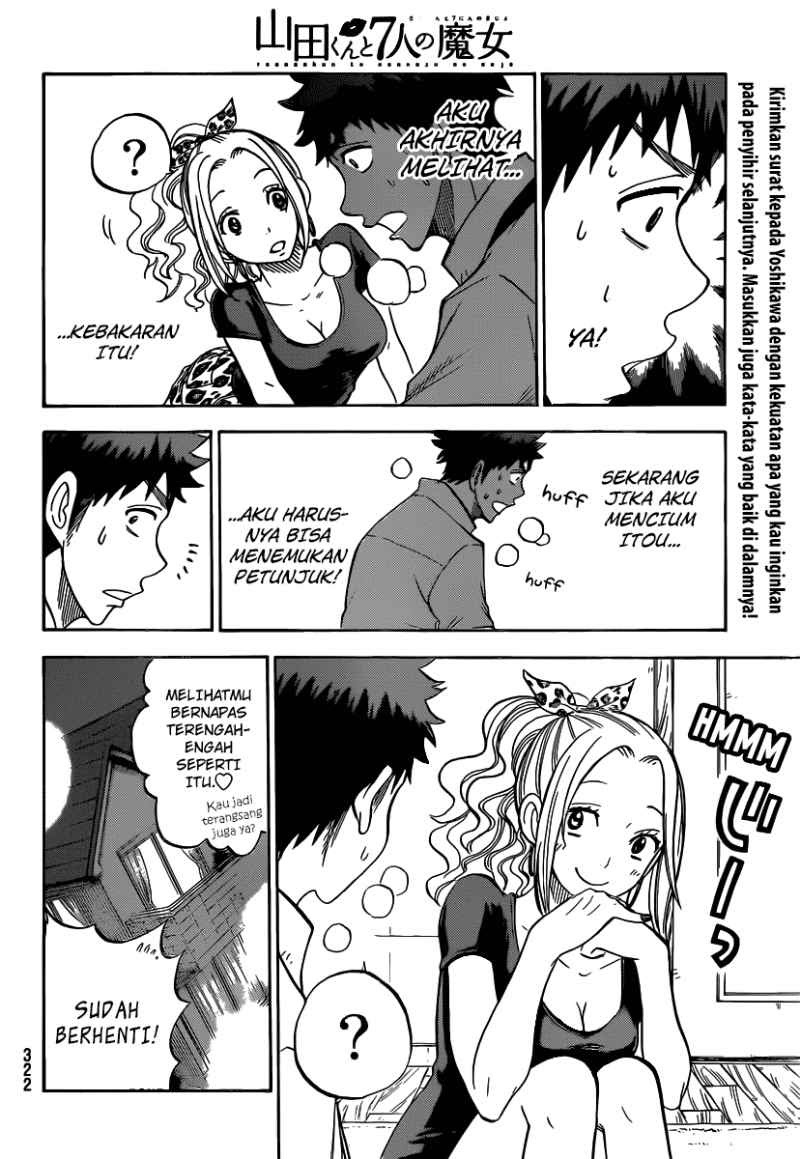 山田くんと7人の魔女
Kirimkan surat kepada Yoshikawa dengan kekuatan apa yang kau inginkan
pada penyihir selanjutnya. Masukkan juga kata-kata yang baik di dalamnya!
YA!
AKU
AKHIRNYA
MELIHAT...
?
...KEBAKARAN
ITU!
SEKARANG
JIKA AKU
MENCIUM
ITOU...
huff
huff
...AKU HARUS-
NYA BISA
MENEMUKAN
PETUNJUK!
HMMM
ジーっ
?
MELIHATMU
BERNAPAS
TERENGAH-
ENGAH
SEPERTI
ITU.♡
Kau jadi
terangsang
juga ya?
SUDAH
BERHENTI!
322